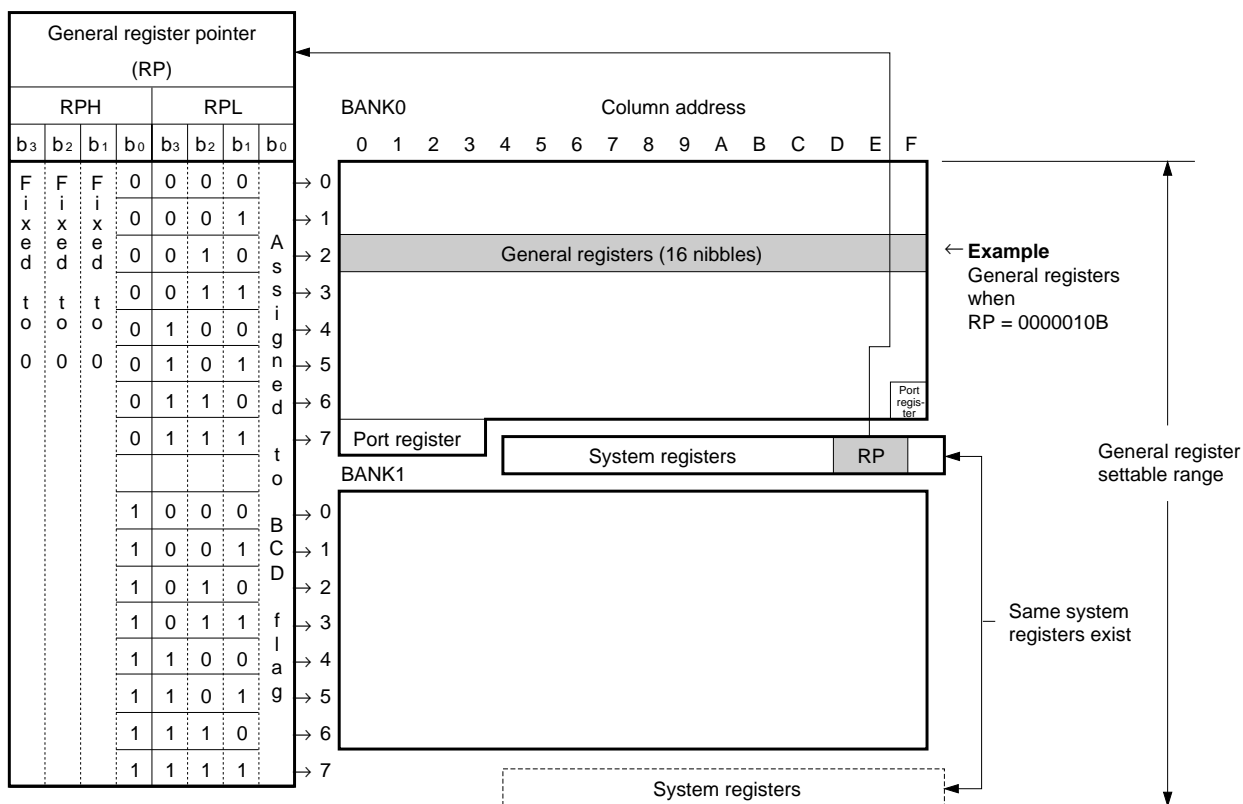 General register pointer
(RP)
RPH RPL
b3 b2 b1 b0 b3 b2 b1 b0
BANK0 Column address
0 1 2 3 4 5 6 7 8 9 A B C D E F
Fixed to 0
Fixed to 0
Fixed to 0
Assigned to BCD flag
0 0 0 0 → 0
0 0 0 1 → 1
0 0 1 0 → 2
0 0 1 1 → 3
0 1 0 0 → 4
0 1 0 1 → 5
0 1 1 0 → 6
0 1 1 1 → 7
General registers (16 nibbles)
← Example
General registers
when
RP = 0000010B
Port
regis-
ter
Port register
System registers
RP
General register
settable range
BANK1
1 0 0 0 → 0
1 0 0 1 → 1
1 0 1 0 → 2
1 0 1 1 → 3
1 1 0 0 → 4
1 1 0 1 → 5
1 1 1 0 → 6
1 1 1 1 → 7
Same system
registers exist
System registers